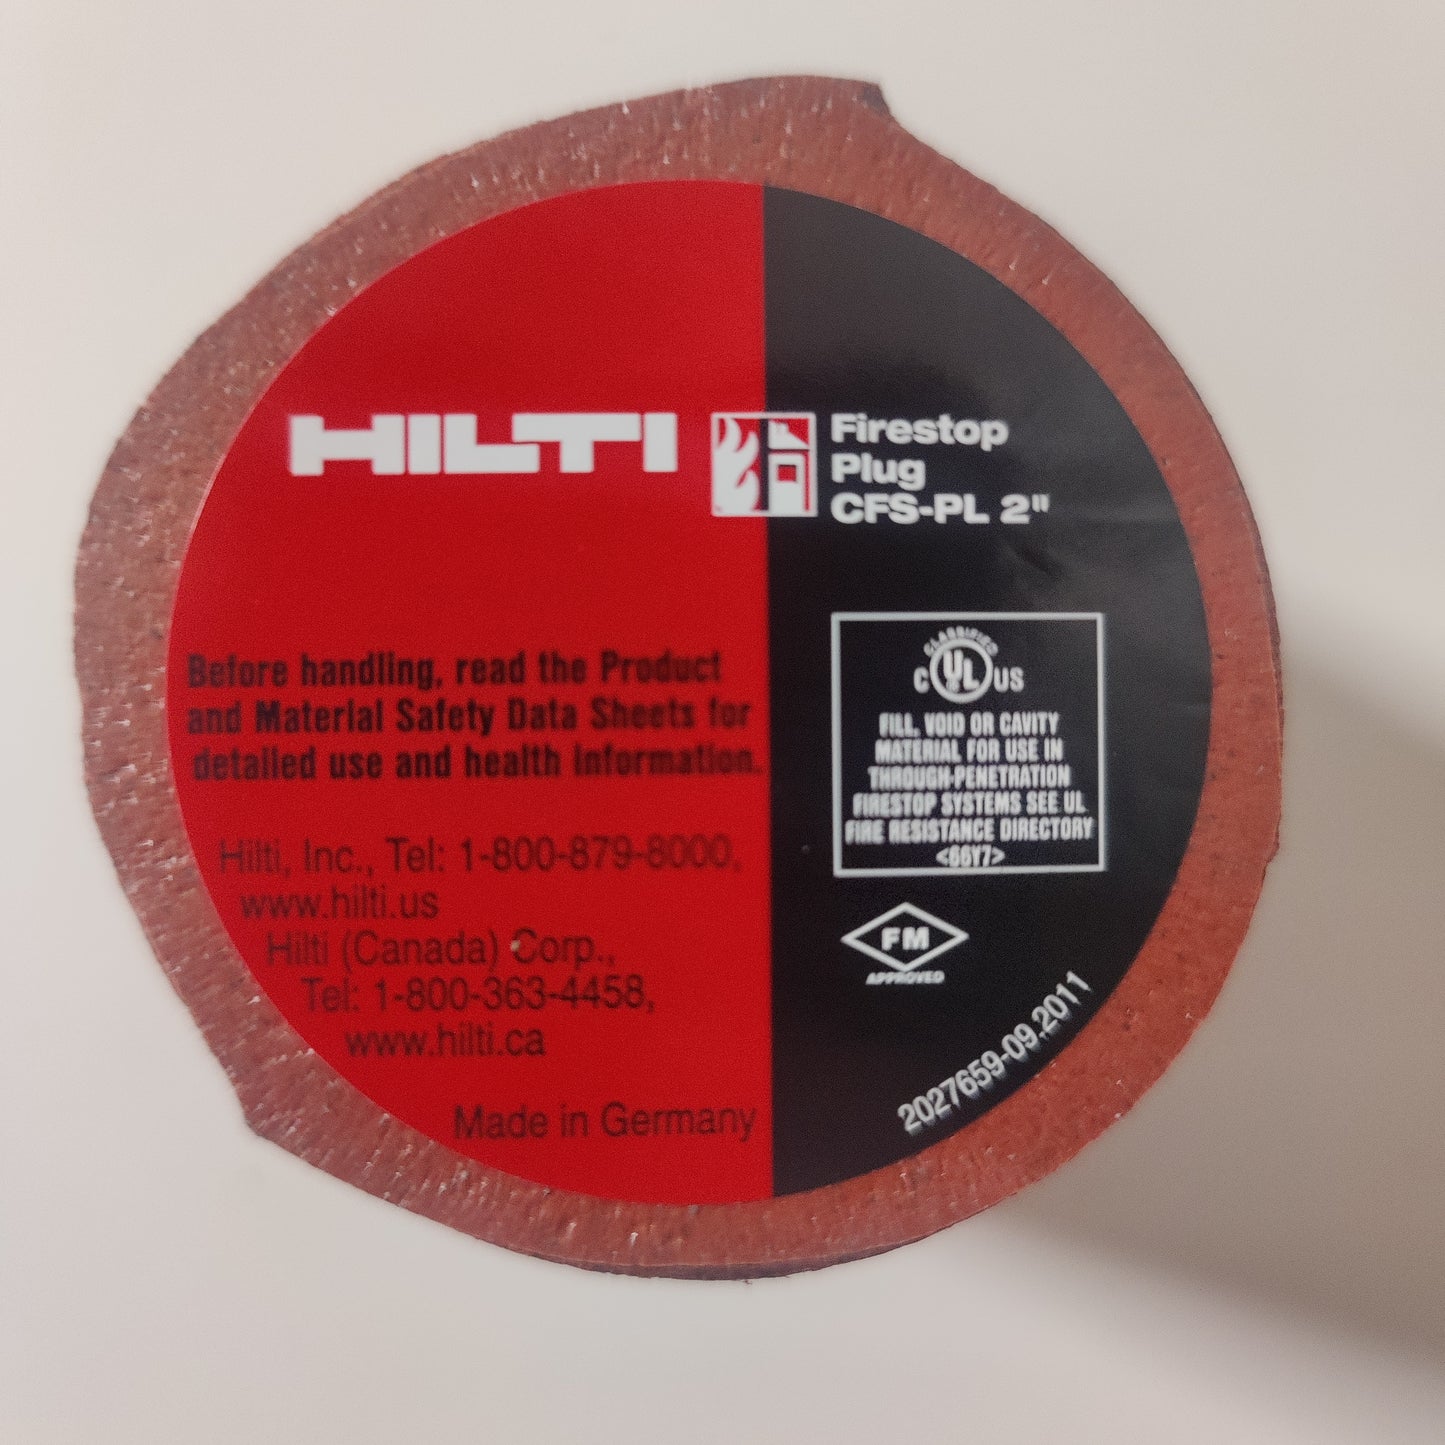 HILTI
Firestop
Plug
CFS-PL 2"
Before handling, read the Product
and Material Safety Data Sheets for
detailed use and health information.
Hilti, Inc., Tel: 1-800-879-8000,
www.hilti.us
Hilti (Canada) Corp.,
Tel: 1-800-363-4458,
www.hilti.ca
Made in Germany
CLASSIFIED
C UL US
FILL, VOID OR CAVITY
MATERIAL FOR USE IN
THROUGH-PENETRATION
FIRESTOP SYSTEMS SEE UL
FIRE RESISTANCE DIRECTORY
<66Y7>
FM
APPROVED
2027659-09.2011